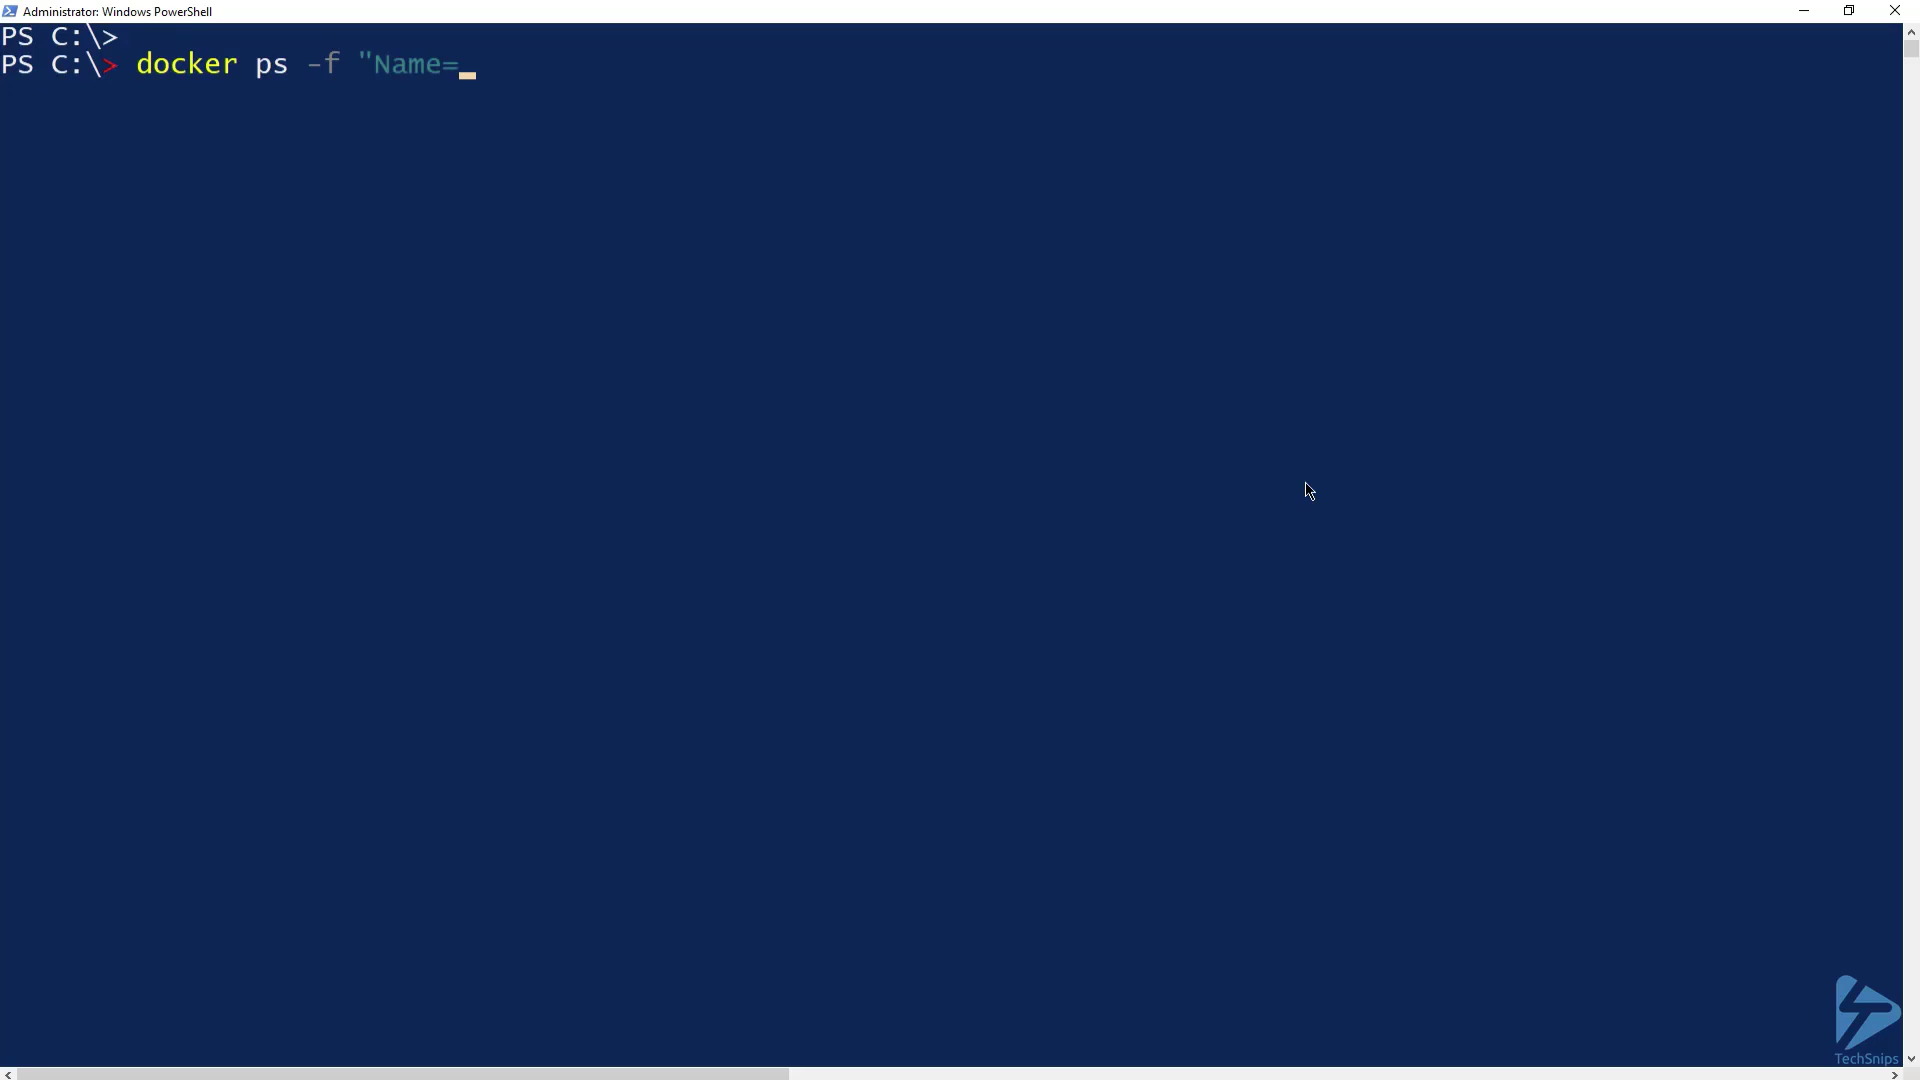 Administrator: Windows PowerShell
PS C:\>
PS C:\> docker ps -f "Name=_
TechSnips